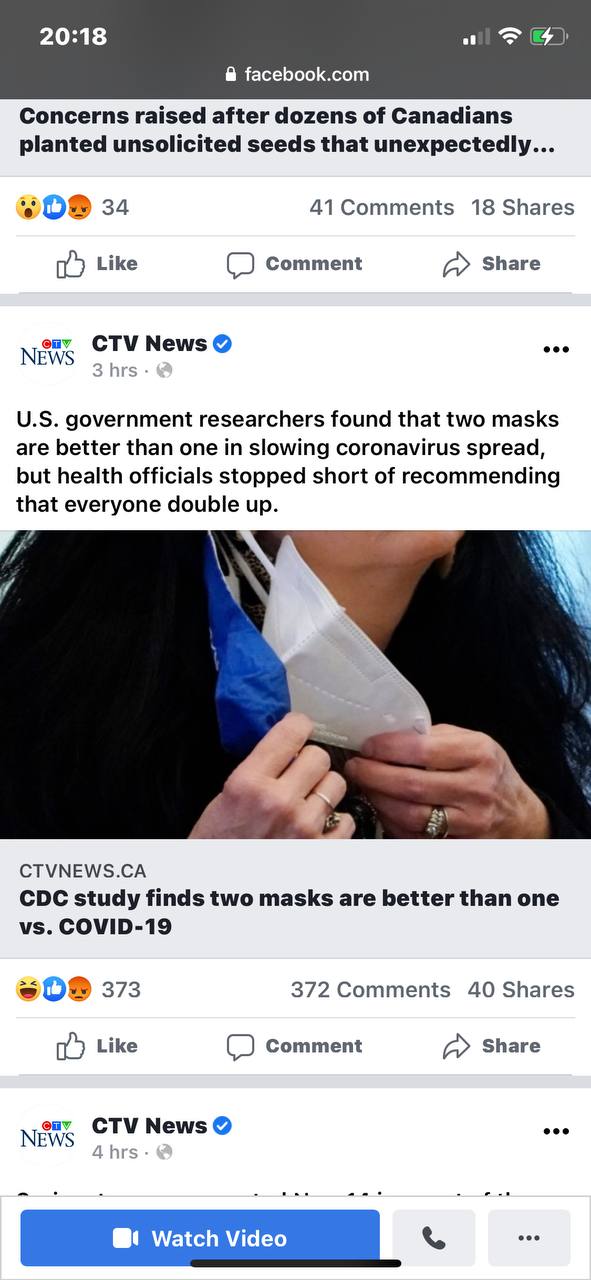 20:18
facebook.com
Concerns raised after dozens of Canadians
planted unsolicited seeds that unexpectedly...
34
41 Comments 18 Shares
Like Comment Share
CTV
NEWS
CTV News
3 hrs ·
U.S. government researchers found that two masks
are better than one in slowing coronavirus spread,
but health officials stopped short of recommending
that everyone double up.
CTVNEWS.CA
CDC study finds two masks are better than one
vs. COVID-19
373
372 Comments 40 Shares
Like Comment Share
CTV
NEWS
CTV News
4 hrs ·
Watch Video